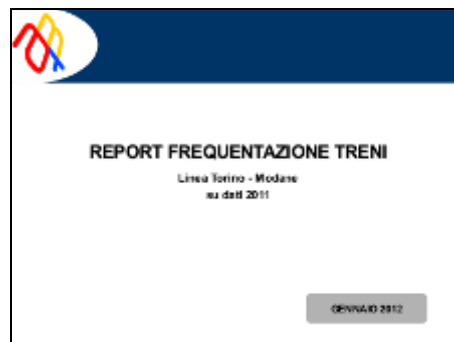 REPORT FREQUENTAZIONE TRENI
Linea Torino - Modane
su dati 2011
GENNAIO 2012